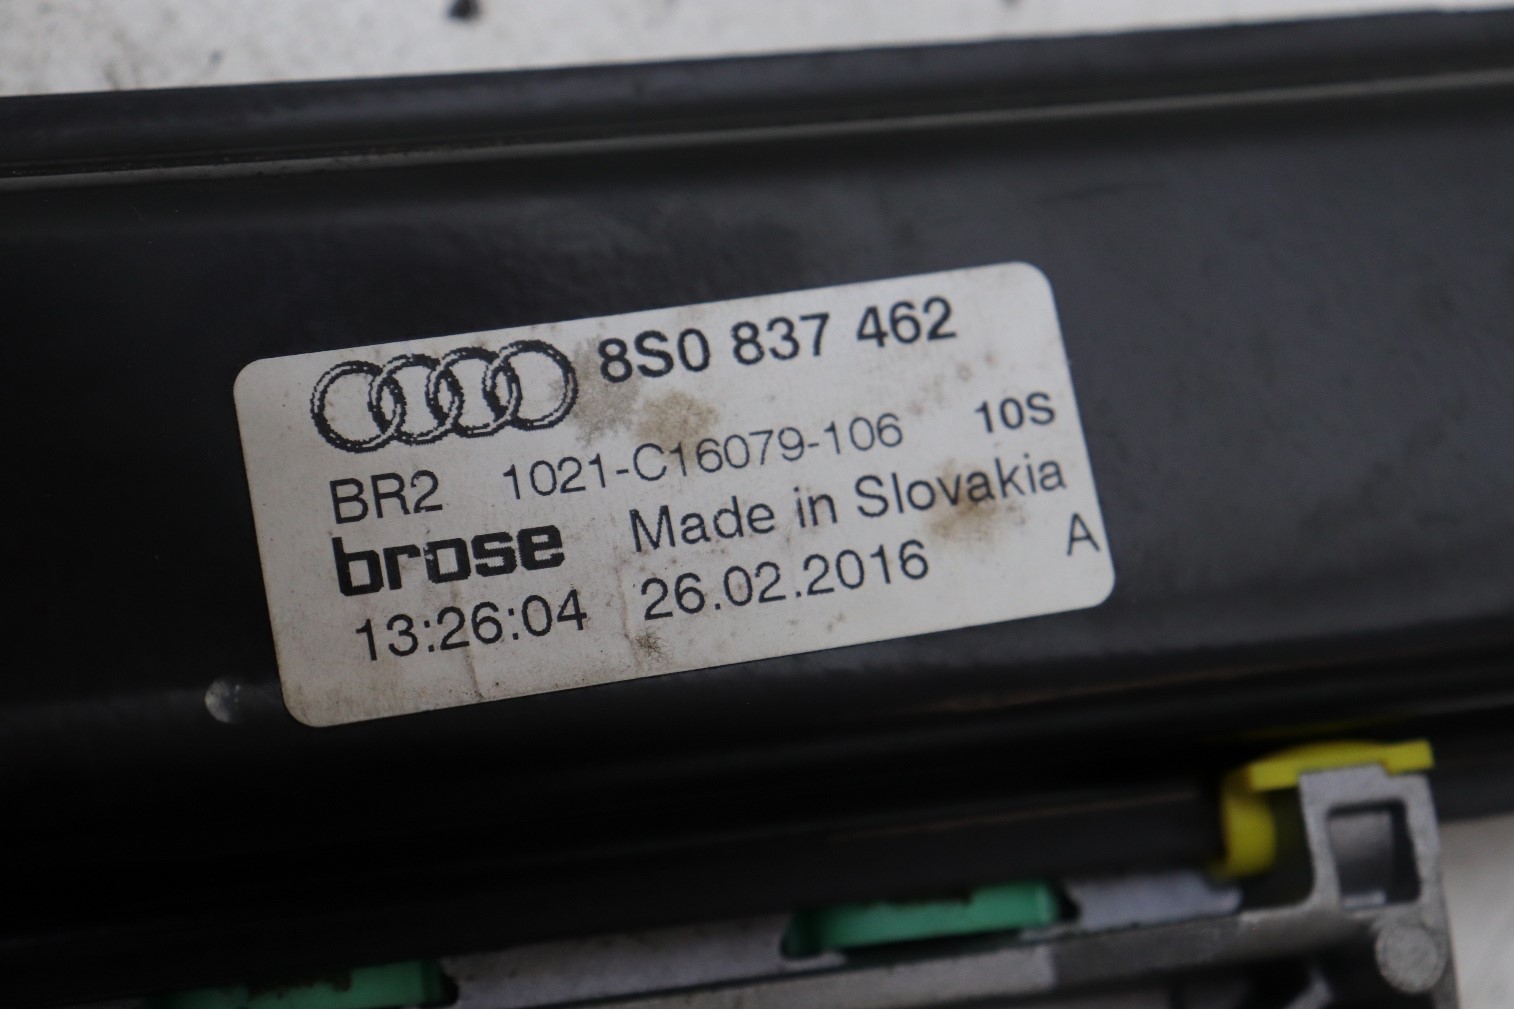 8S0 837 462
BR2 1021-C16079-106 10S
brose Made in Slovakia
13:26:04 26.02.2016 A